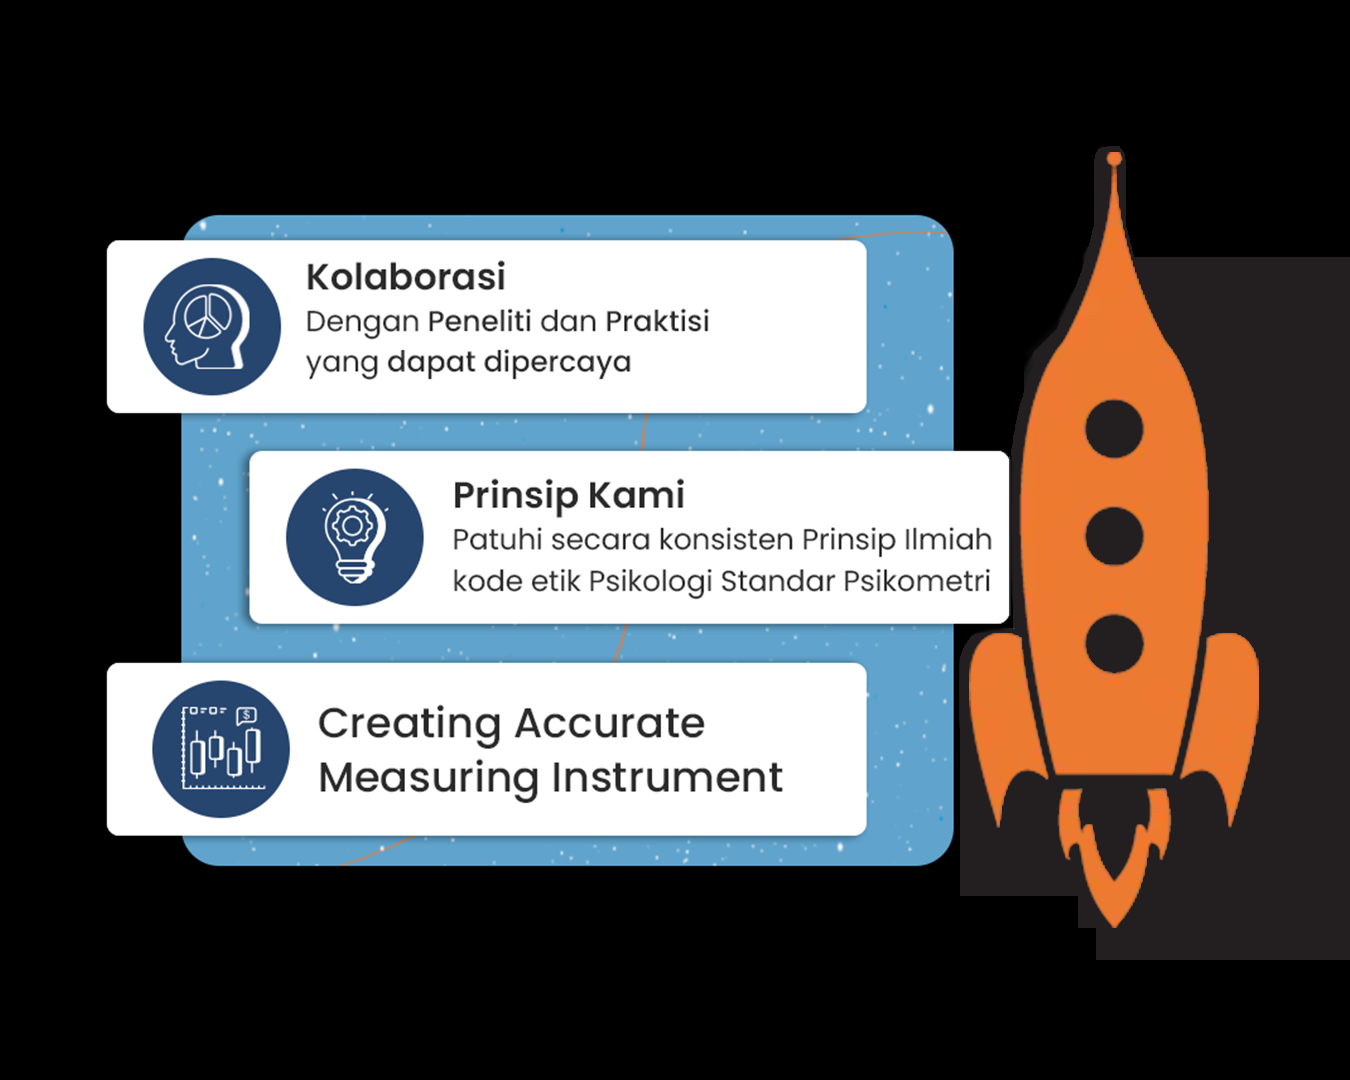 Kolaborasi
Dengan Peneliti dan Praktisi
yang dapat dipercaya
Prinsip Kami
Patuhi secara konsisten Prinsip Ilmiah
kode etik Psikologi Standar Psikometri
$
Creating Accurate
Measuring Instrument